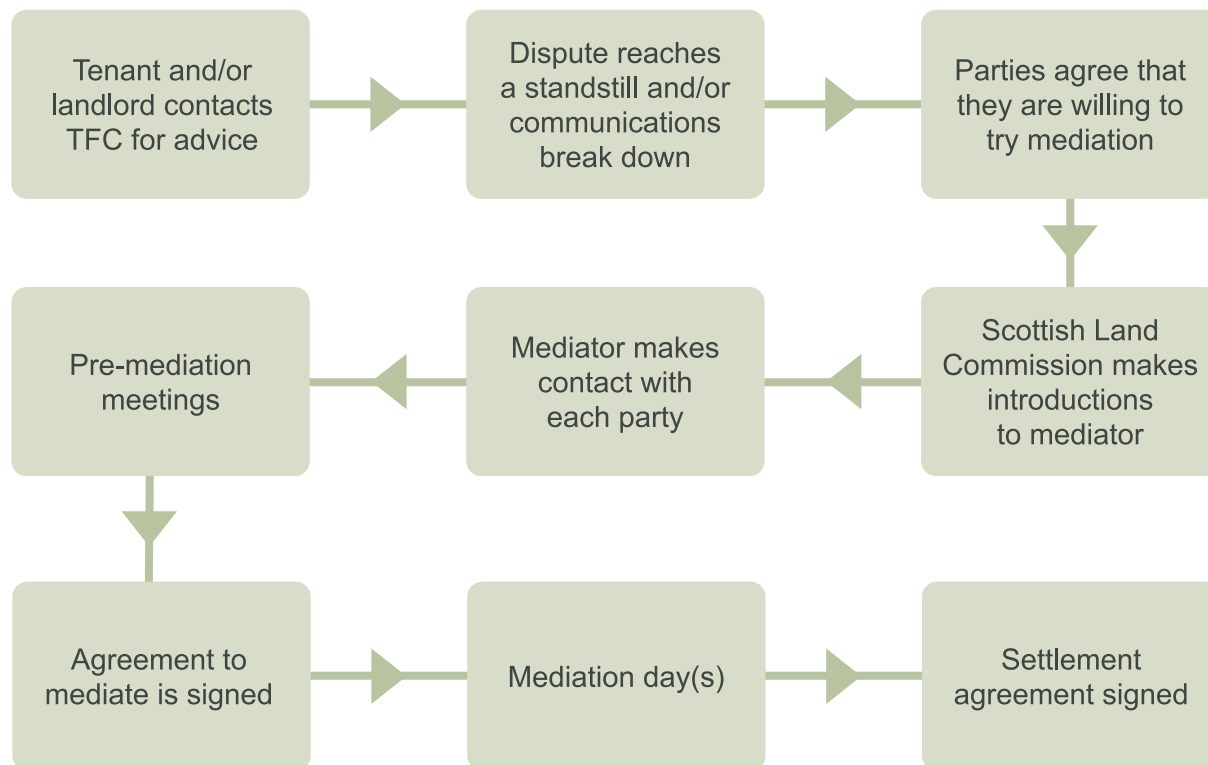 Tenant and/or
landlord contacts
TFC for advice
Dispute reaches
a standstill and/or
communications
break down
Parties agree that
they are willing to
try mediation
Scottish Land
Commission makes
introductions
to mediator
Mediator makes
contact with
each party
Pre-mediation
meetings
Agreement to
mediate is signed
Mediation day(s)
Settlement
agreement signed